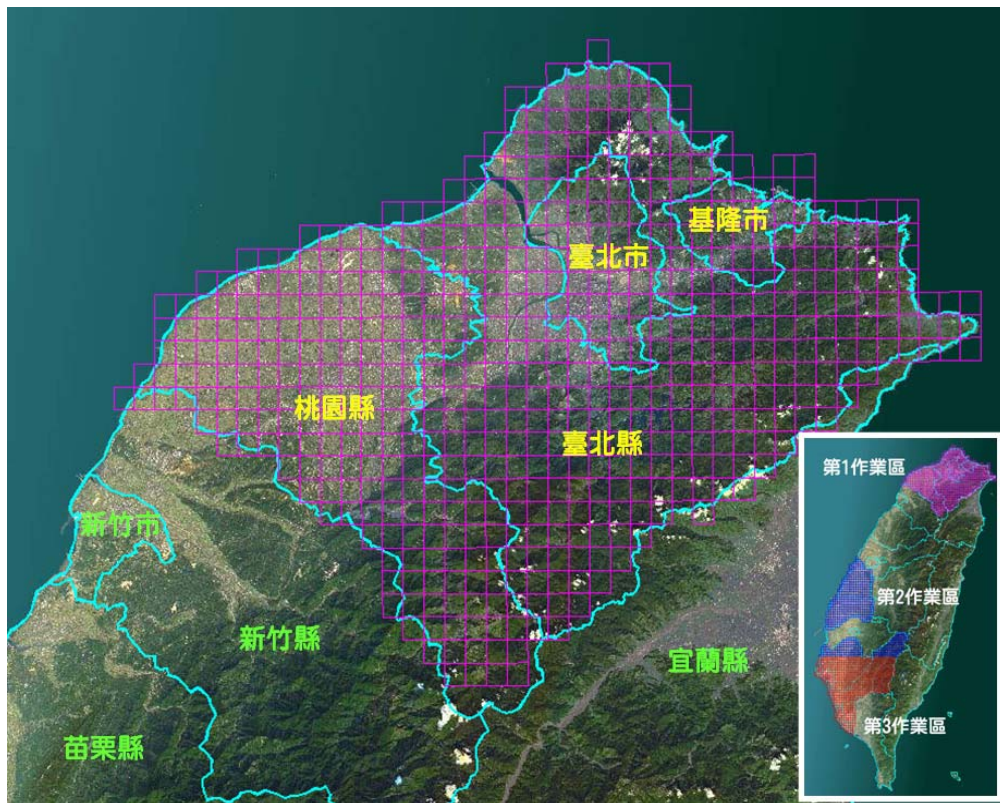 基隆市
臺北市
桃園縣
臺北縣
新竹市
新竹縣
宜蘭縣
苗栗縣
第1作業區
第2作業區
第3作業區